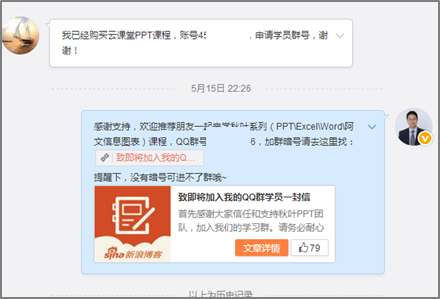 我已经购买云课堂PPT课程，账号45 ，申请学员群号，谢
谢！
5月15日 22:26
感谢支持，欢迎推荐朋友一起来学秋叶系列（PPT\Excel\Word\阿
文信息图表）课程，QQ群号 6，加群暗号请去这里找：
致即将加入我的Q...
提醒下，没有暗号可进不了群哦~
致即将加入我的QQ群学员一封信
首先感谢大家信任和支持秋叶PPT团
队，加入我们的学习群。请务必耐心
sina新浪博客
文章详情
79
以上为历史记录